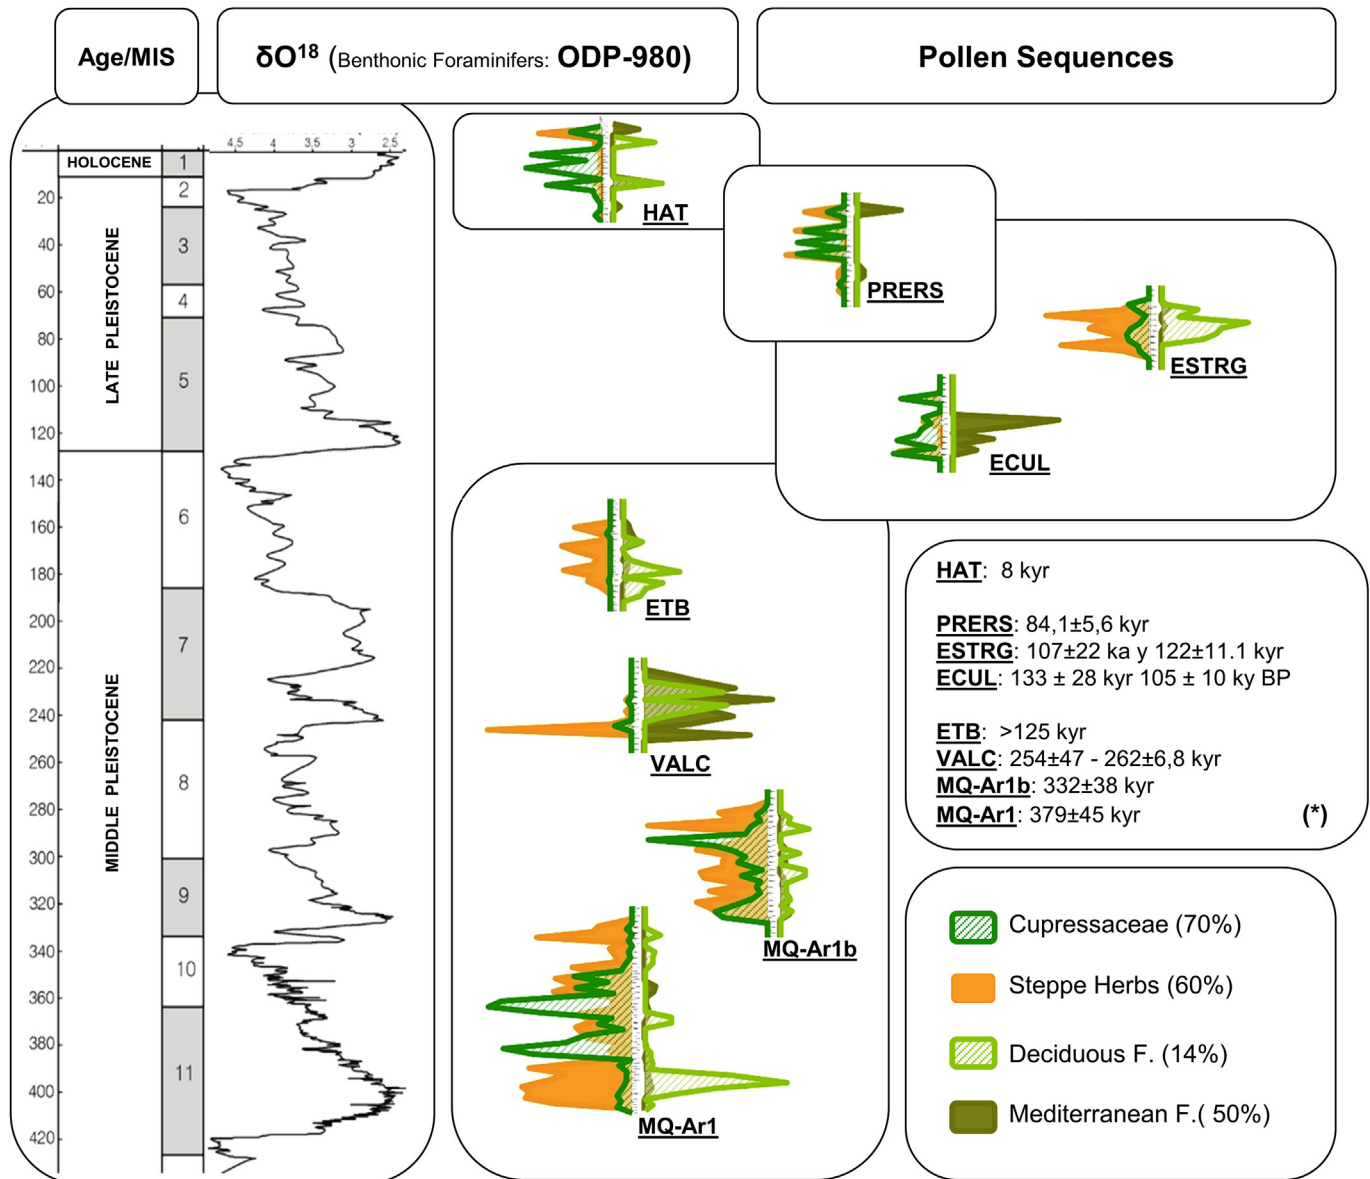 Age/MIS
δO¹⁸ (Benthonic Foraminifers: ODP-980)
Pollen Sequences
4,5 4 3,5 3 2,5
HOLOCENE
LATE PLEISTOCENE
MIDDLE PLEISTOCENE
20
40
60
80
100
120
140
160
180
200
220
240
260
280
300
320
340
360
380
400
420
1
2
3
4
5
6
7
8
9
10
11
HAT
PRERS
ESTRG
ECUL
ETB
VALC
MQ-Ar1b
MQ-Ar1
HAT: 8 kyr
PRERS: 84,1±5,6 kyr
ESTRG: 107±22 ka y 122±11.1 kyr
ECUL: 133 ± 28 kyr 105 ± 10 ky BP
ETB: >125 kyr
VALC: 254±47 - 262±6,8 kyr
MQ-Ar1b: 332±38 kyr
MQ-Ar1: 379±45 kyr (*)
Cupressaceae (70%)
Steppe Herbs (60%)
Deciduous F. (14%)
Mediterranean F.( 50%)